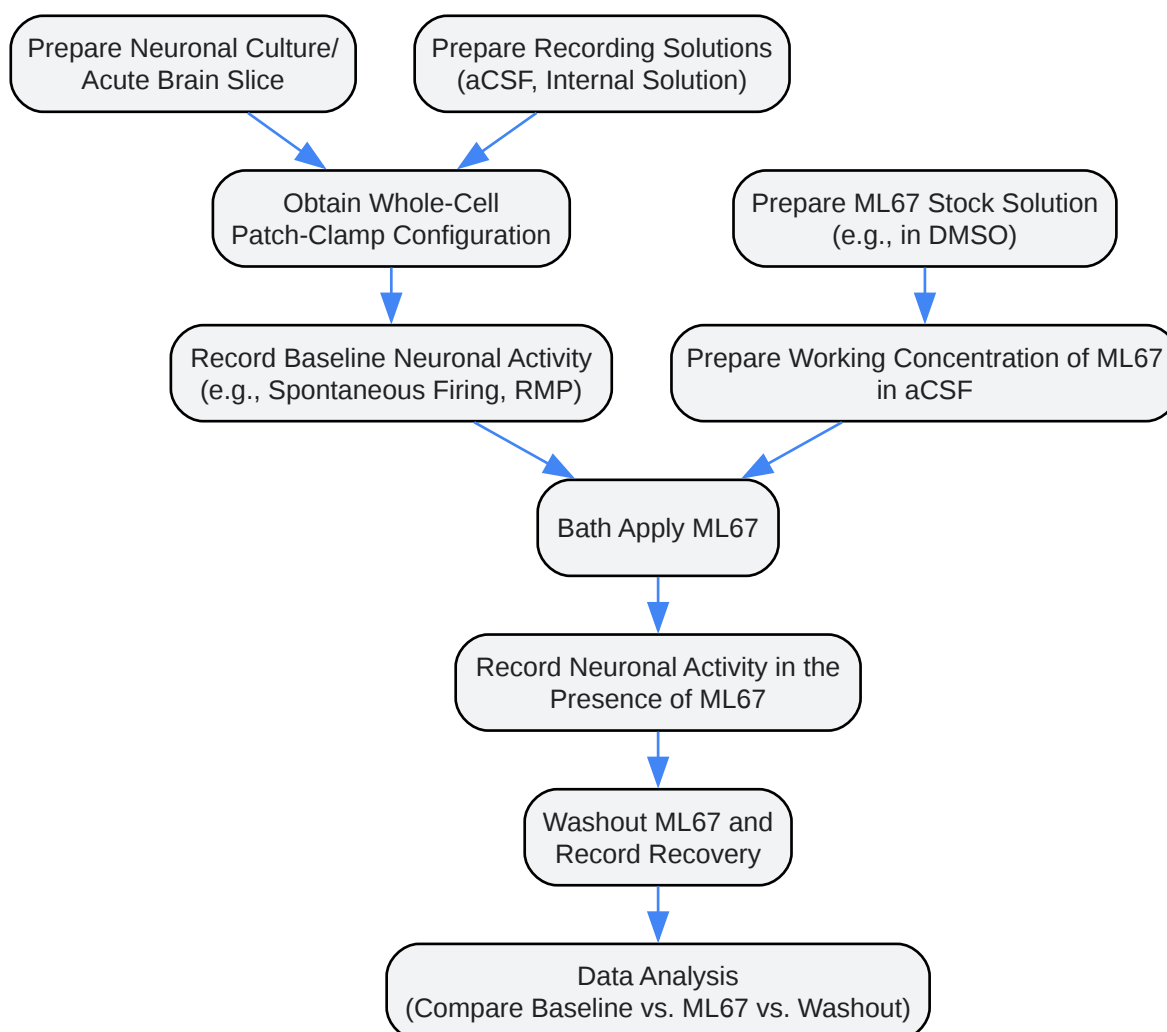 Prepare Neuronal Culture/
Acute Brain Slice
Prepare Recording Solutions
(aCSF, Internal Solution)
Obtain Whole-Cell
Patch-Clamp Configuration
Prepare ML67 Stock Solution
(e.g., in DMSO)
Record Baseline Neuronal Activity
(e.g., Spontaneous Firing, RMP)
Prepare Working Concentration of ML67
in aCSF
Bath Apply ML67
Record Neuronal Activity in the
Presence of ML67
Washout ML67 and
Record Recovery
Data Analysis
(Compare Baseline vs. ML67 vs. Washout)